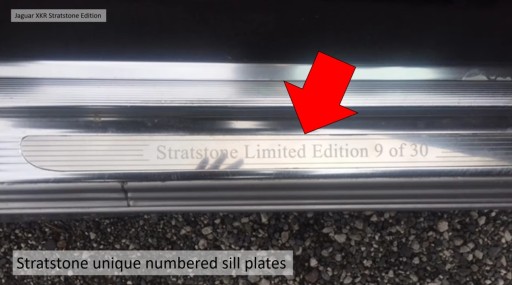 Jaguar XKR Stratstone Edition
Stratstone Limited Edition 9 of 30
Stratstone unique numbered sill plates